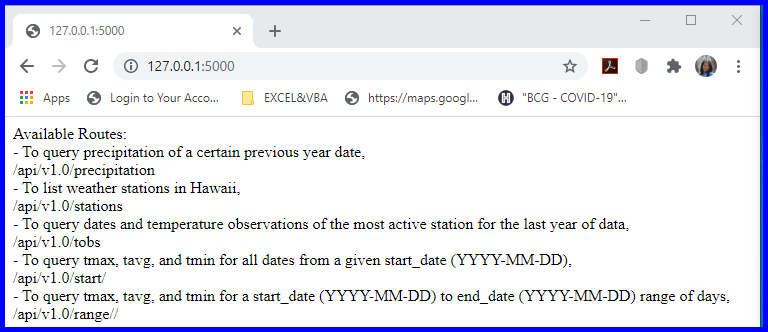 127.0.0.1:5000
127.0.0.1:5000
Apps Login to Your Acco... EXCEL&VBA https://maps.googl... "BCG - COVID-19"...
Available Routes:
- To query precipitation of a certain previous year date,
/api/v1.0/precipitation
- To list weather stations in Hawaii,
/api/v1.0/stations
- To query dates and temperature observations of the most active station for the last year of data,
/api/v1.0/tobs
- To query tmax, tavg, and tmin for all dates from a given start_date (YYYY-MM-DD),
/api/v1.0/start/
- To query tmax, tavg, and tmin for a start_date (YYYY-MM-DD) to end_date (YYYY-MM-DD) range of days,
/api/v1.0/range//